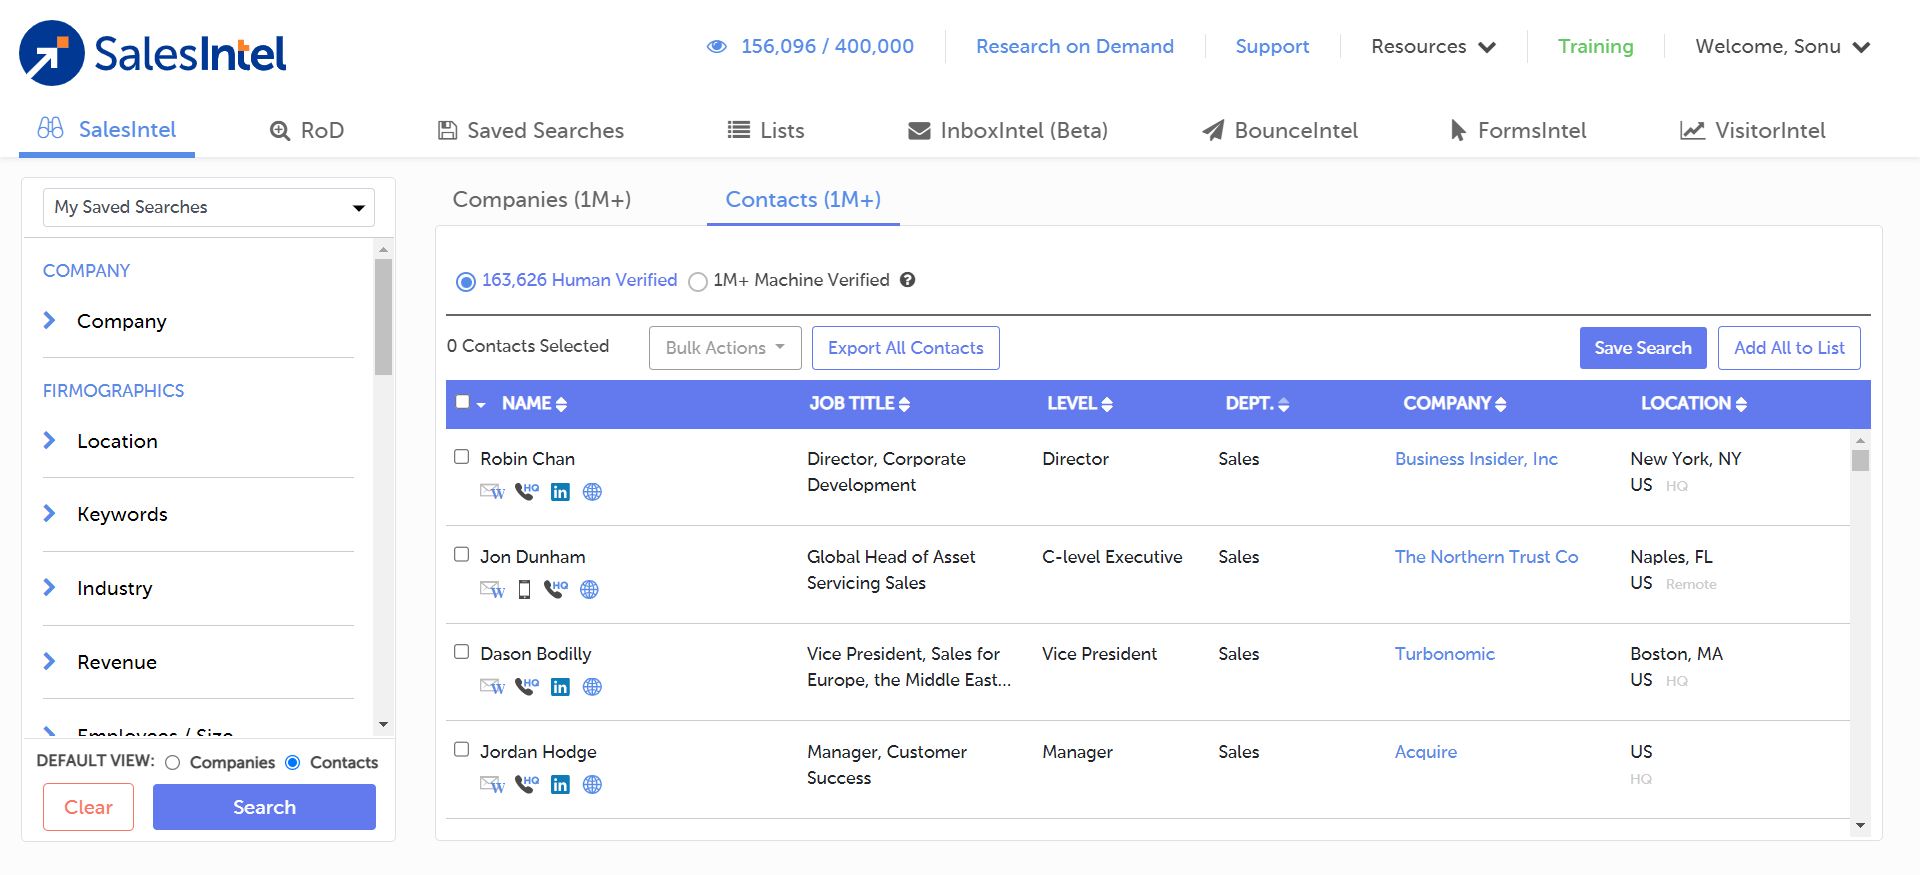 SalesIntel
156,096 / 400,000
Research on Demand
Support
Resources
Training
Welcome, Sonu
SalesIntel
RoD
Saved Searches
Lists
InboxIntel (Beta)
BounceIntel
FormsIntel
VisitorIntel
My Saved Searches
COMPANY
Company
FIRMOGRAPHICS
Location
Keywords
Industry
Revenue
Employees / Size
DEFAULT VIEW: Companies Contacts
Clear
Search
Companies (1M+)
Contacts (1M+)
163,626 Human Verified
1M+ Machine Verified ?
0 Contacts Selected
Bulk Actions
Export All Contacts
Save Search
Add All to List
NAME JOB TITLE LEVEL DEPT. COMPANY LOCATION
Robin Chan
W HQ in
Director, Corporate
Development
Director
Sales
Business Insider, Inc
New York, NY
US HQ
Jon Dunham
W HQ
Global Head of Asset
Servicing Sales
C-level Executive
Sales
The Northern Trust Co
Naples, FL
US Remote
Dason Bodilly
W HQ in
Vice President, Sales for
Europe, the Middle East...
Vice President
Sales
Turbonomic
Boston, MA
US HQ
Jordan Hodge
W HQ in
Manager, Customer
Success
Manager
Sales
Acquire
US
HQ